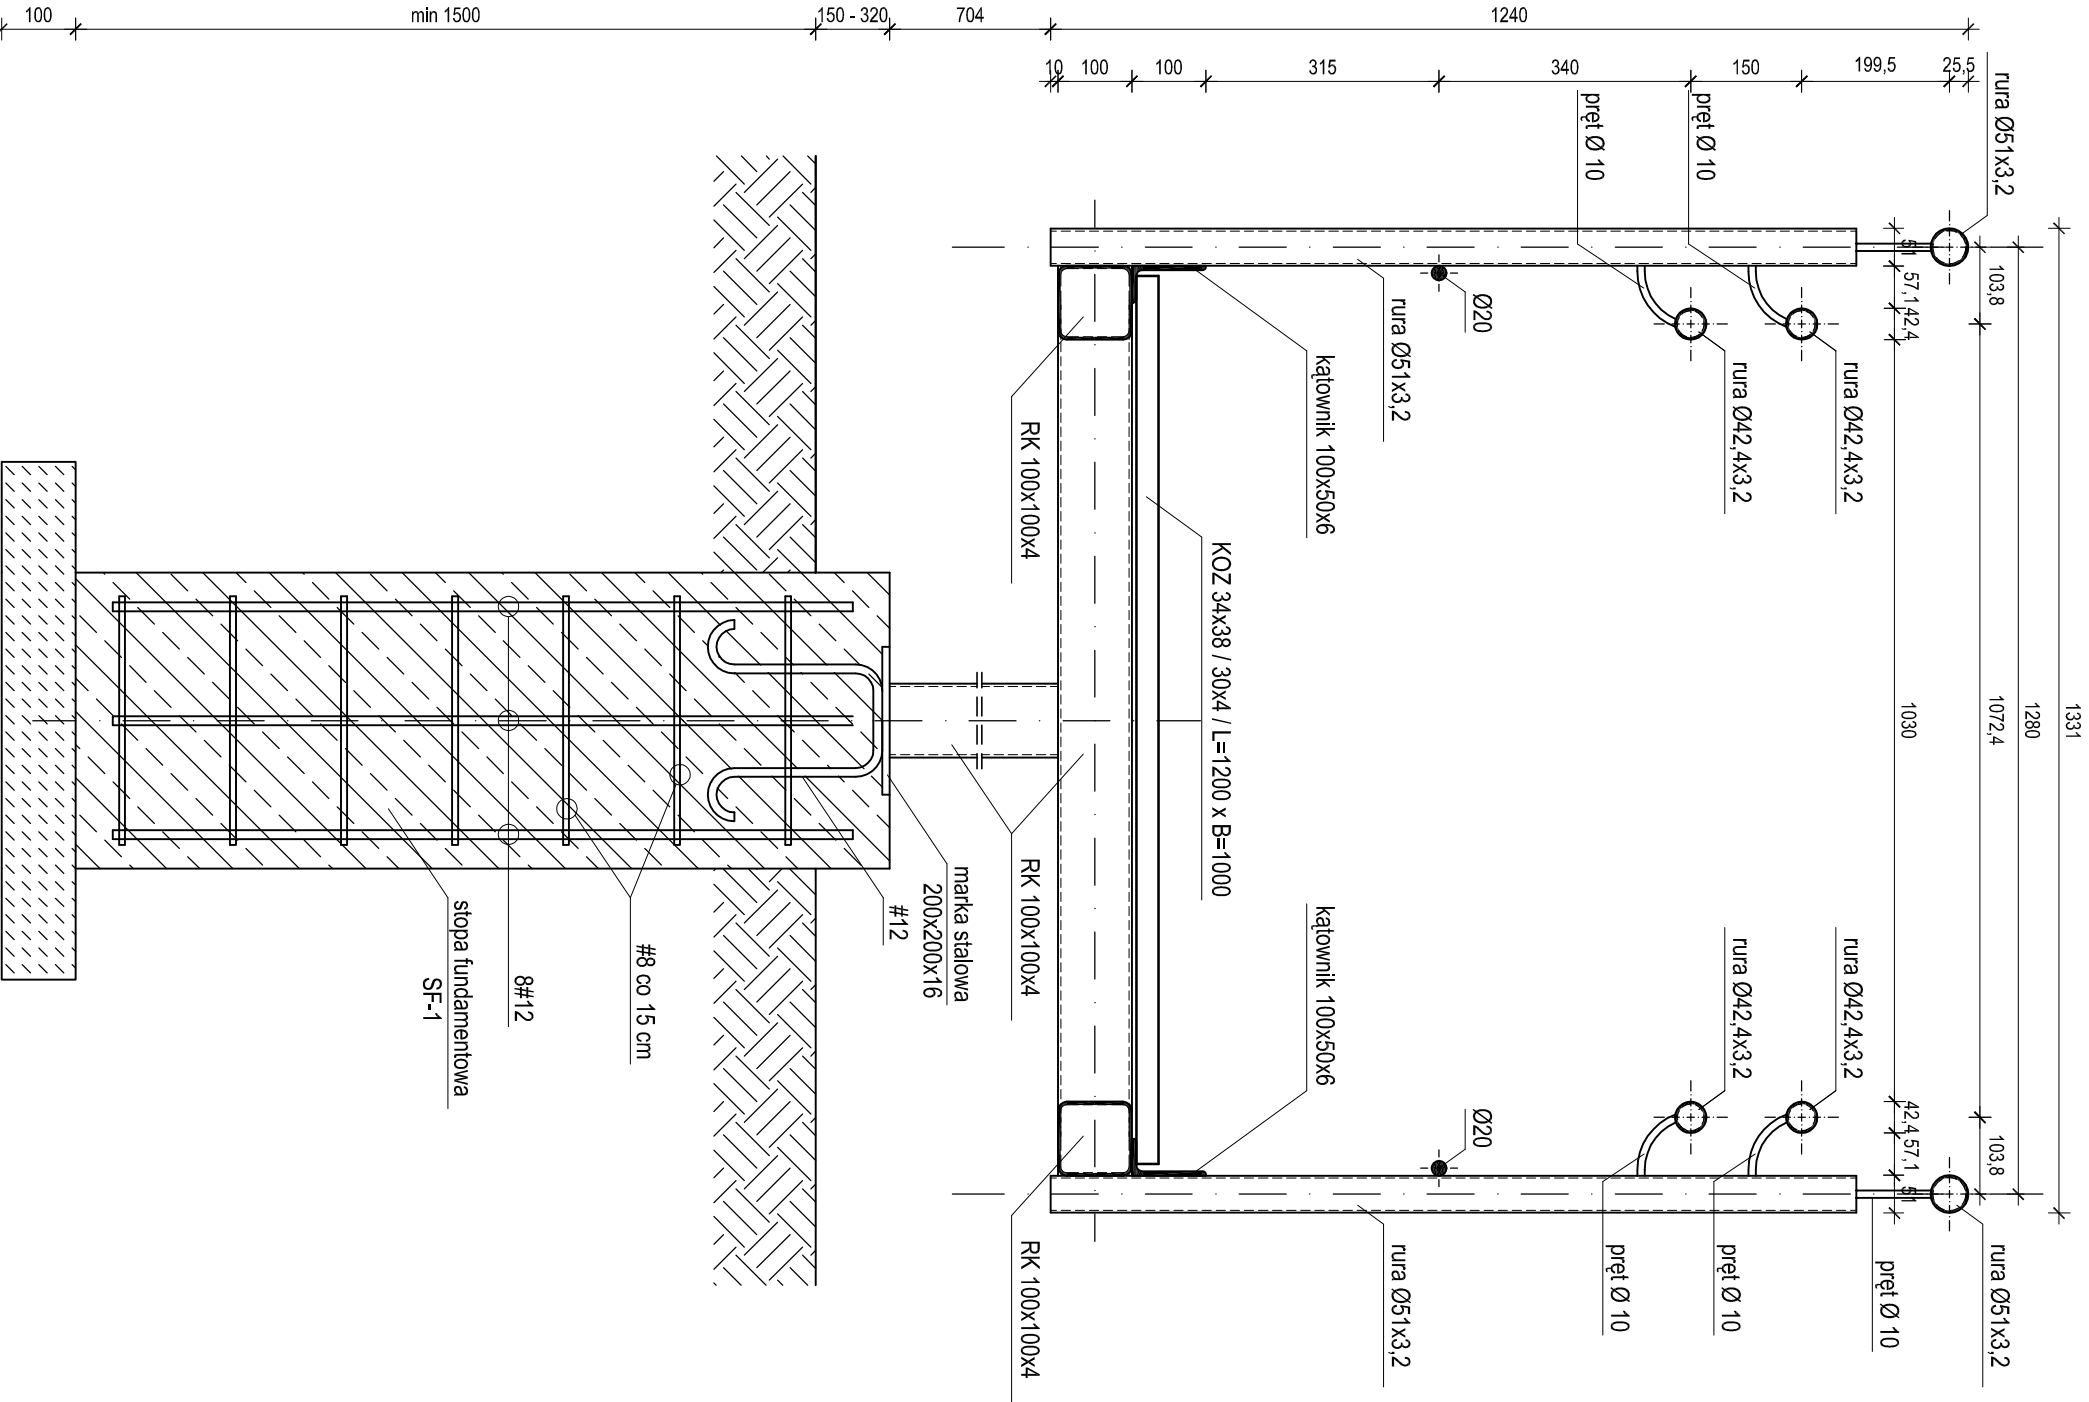 100
min 1500
150 - 320
704
1240
10
100
100
315
340
150
199,5
25,5
rura Ø51x3,2
pręt Ø 10
pręt Ø 10
51
57,1
42,4
103,8
1030
1072,4
1280
1331
42,4
57,1
51
103,8
Ø20
rura Ø51x3,2
kątownik 100x50x6
rura Ø42,4x3,2
rura Ø42,4x3,2
RK 100x100x4
KOZ 34x38 / 30x4 / L=1200 x B=1000
RK 100x100x4
marka stalowa
200x200x16
#12
#8 co 15 cm
8#12
stopa fundamentowa
SF-1
kątownik 100x50x6
rura Ø42,4x3,2
rura Ø42,4x3,2
Ø20
RK 100x100x4
rura Ø51x3,2
pręt Ø 10
pręt Ø 10
pręt Ø 10
rura Ø51x3,2